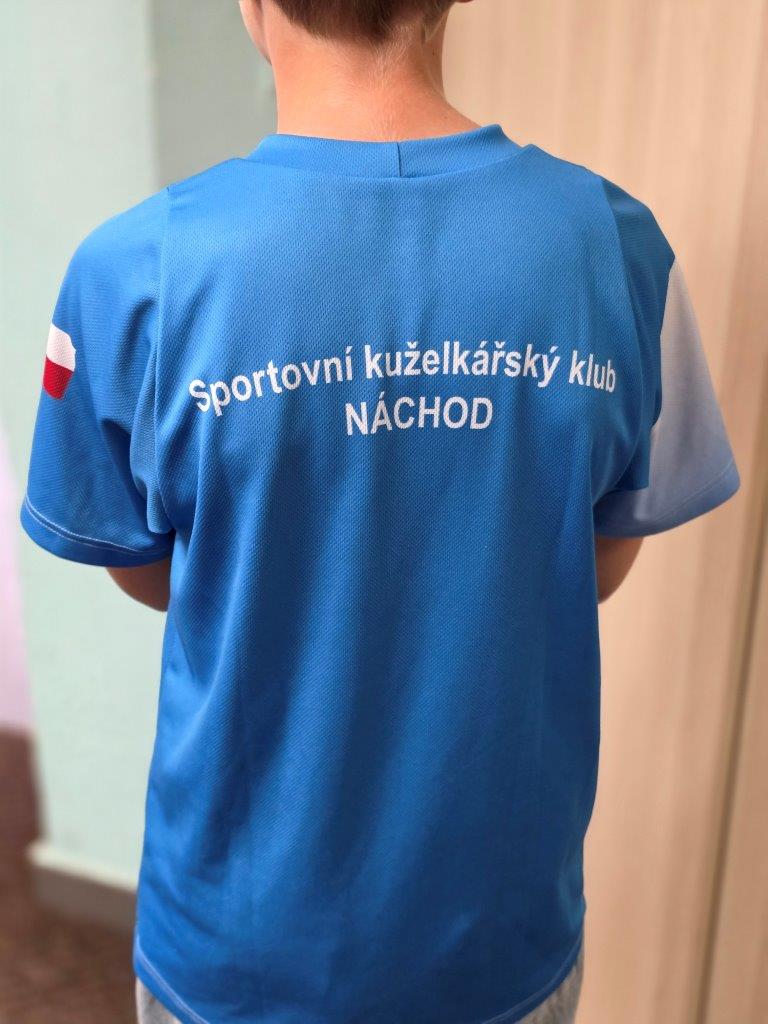 Sportovní kuželkářský klub
NÁCHOD